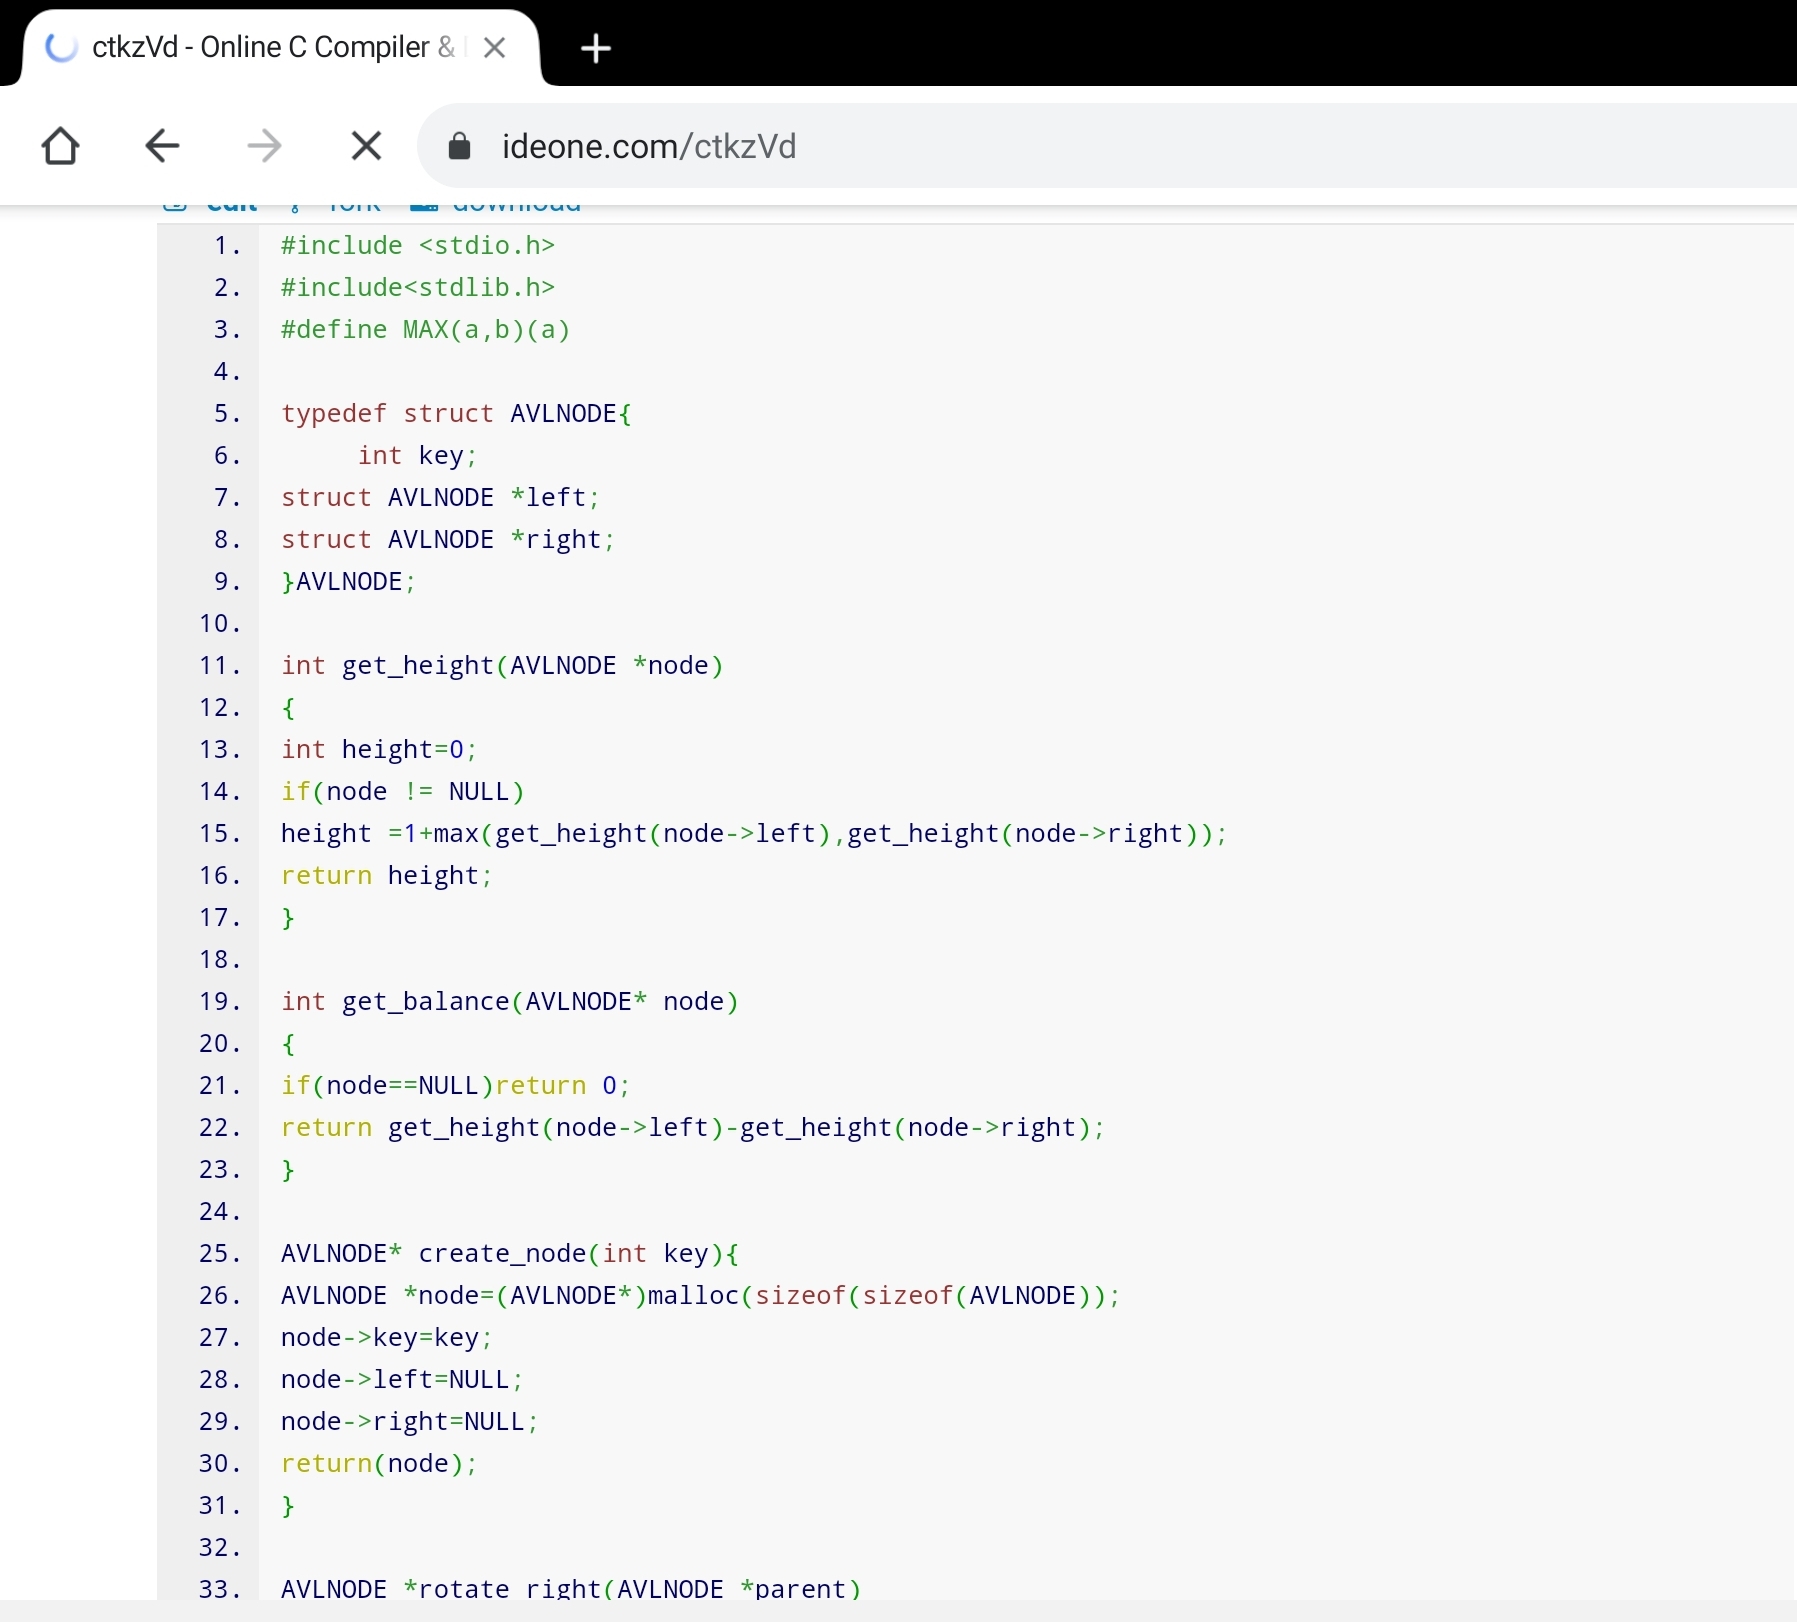 ctkzVd - Online C Compiler &
ideone.com/ctkzVd
edit fork download
1. #include <stdio.h>
2. #include<stdlib.h>
3. #define MAX(a,b)(a)
4.
5. typedef struct AVLNODE{
6. int key;
7. struct AVLNODE *left;
8. struct AVLNODE *right;
9. }AVLNODE;
10.
11. int get_height(AVLNODE *node)
12. {
13. int height=0;
14. if(node != NULL)
15. height =1+max(get_height(node->left),get_height(node->right));
16. return height;
17. }
18.
19. int get_balance(AVLNODE* node)
20. {
21. if(node==NULL)return 0;
22. return get_height(node->left)-get_height(node->right);
23. }
24.
25. AVLNODE* create_node(int key){
26. AVLNODE *node=(AVLNODE*)malloc(sizeof(sizeof(AVLNODE));
27. node->key=key;
28. node->left=NULL;
29. node->right=NULL;
30. return(node);
31. }
32.
33. AVLNODE *rotate_right(AVLNODE *parent)